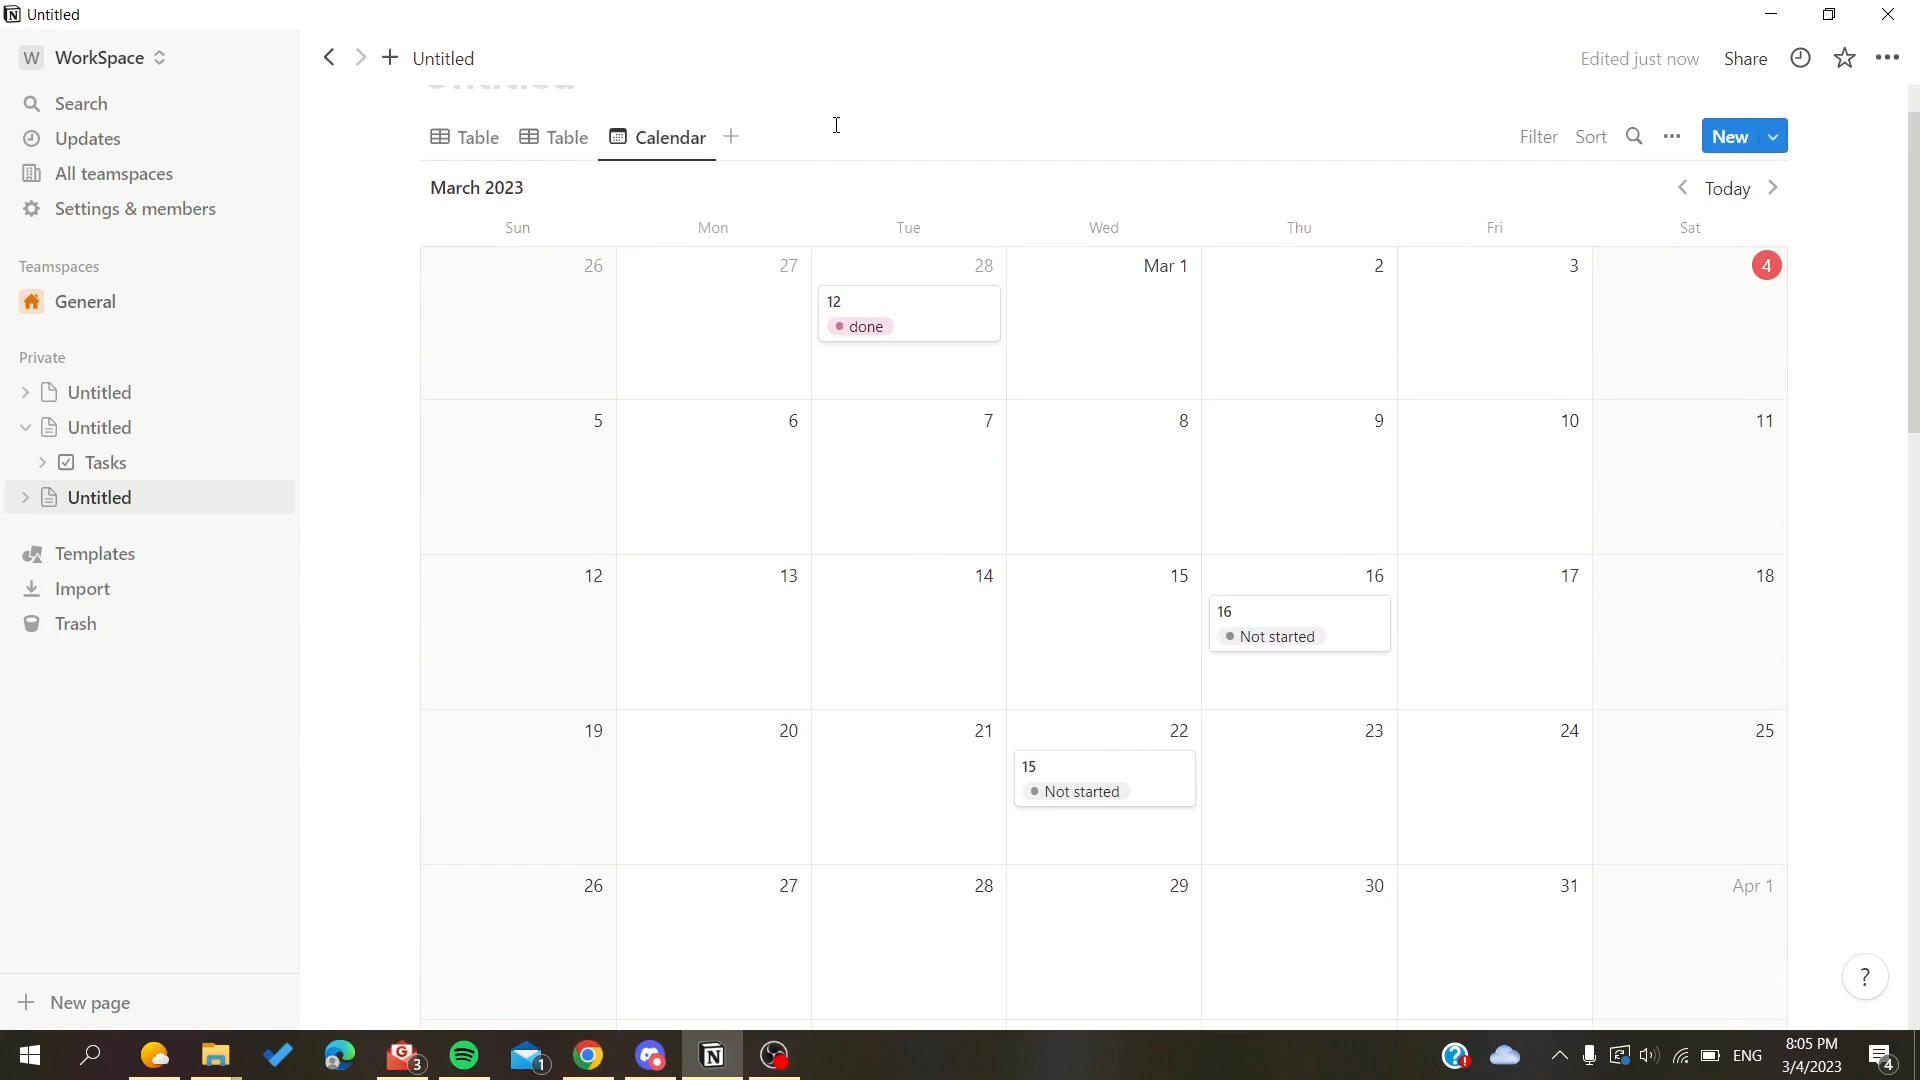 Untitled
W WorkSpace
Untitled
Edited just now Share
Search
Updates
All teamspaces
Settings & members
Teamspaces
General
Private
Untitled
Untitled
Tasks
Untitled
Templates
Import
Trash
New page
Table Table Calendar
Filter Sort New
March 2023
Today
Sun Mon Tue Wed Thu Fri Sat
26 27 28 Mar 1 2 3 4
12
done
5 6 7 8 9 10 11
12 13 14 15 16 17 18
16
Not started
19 20 21 22 23 24 25
15
Not started
26 27 28 29 30 31 Apr 1
?
3
1
ENG
8:05 PM
3/4/2023
4